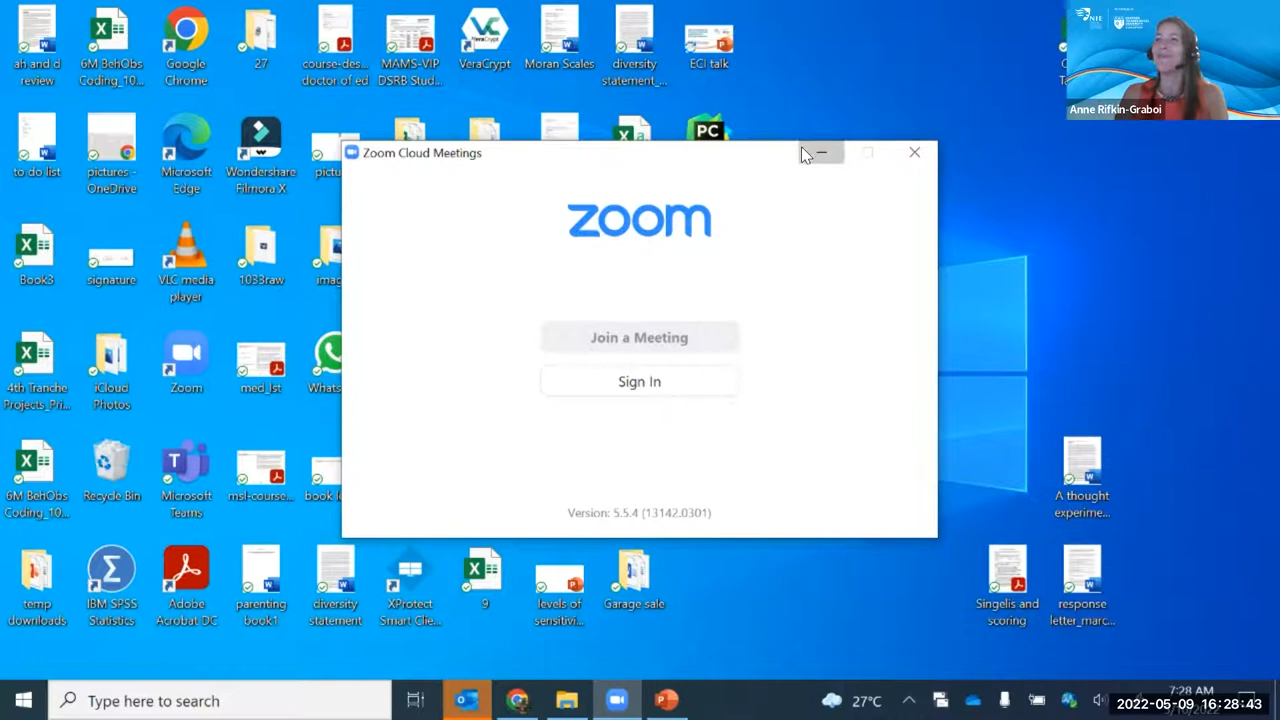 ah and d
review
6M BehObs
Coding_10...
Google
Chrome
27
course-des...
doctor of ed
MAMS-VIP
DSRB Stud...
VeraCrypt
Moran Scales
diversity
statement_...
ECI talk
NIE
Anne Rifkin-Graboi
to do list
pictures -
OneDrive
Microsoft
Edge
Wondershare
Filmora X
PC
Zoom Cloud Meetings
zoom
Join a Meeting
Sign In
Version: 5.5.4 (13142.0301)
Book3
signature
VLC media
player
1033raw
4th Tranche
Projects_Pri...
iCloud
Photos
Zoom
med_lst
6M BehObs
Coding_10...
Recycle Bin
Microsoft
Teams
msl-course...
A thought
experime...
temp
downloads
IBM SPSS
Statistics
Adobe
Acrobat DC
parenting
book1
diversity
statement
XProtect
Smart Clie...
9
levels of
sensitivi...
Garage sale
Singelis and
scoring
response
letter_marc...
Type here to search
27°C
7:28 AM
2022-05-09 16:28:43